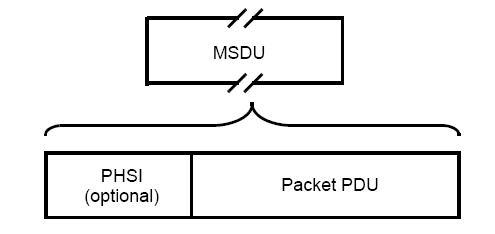 MSDU
PHSI
(optional)
Packet PDU